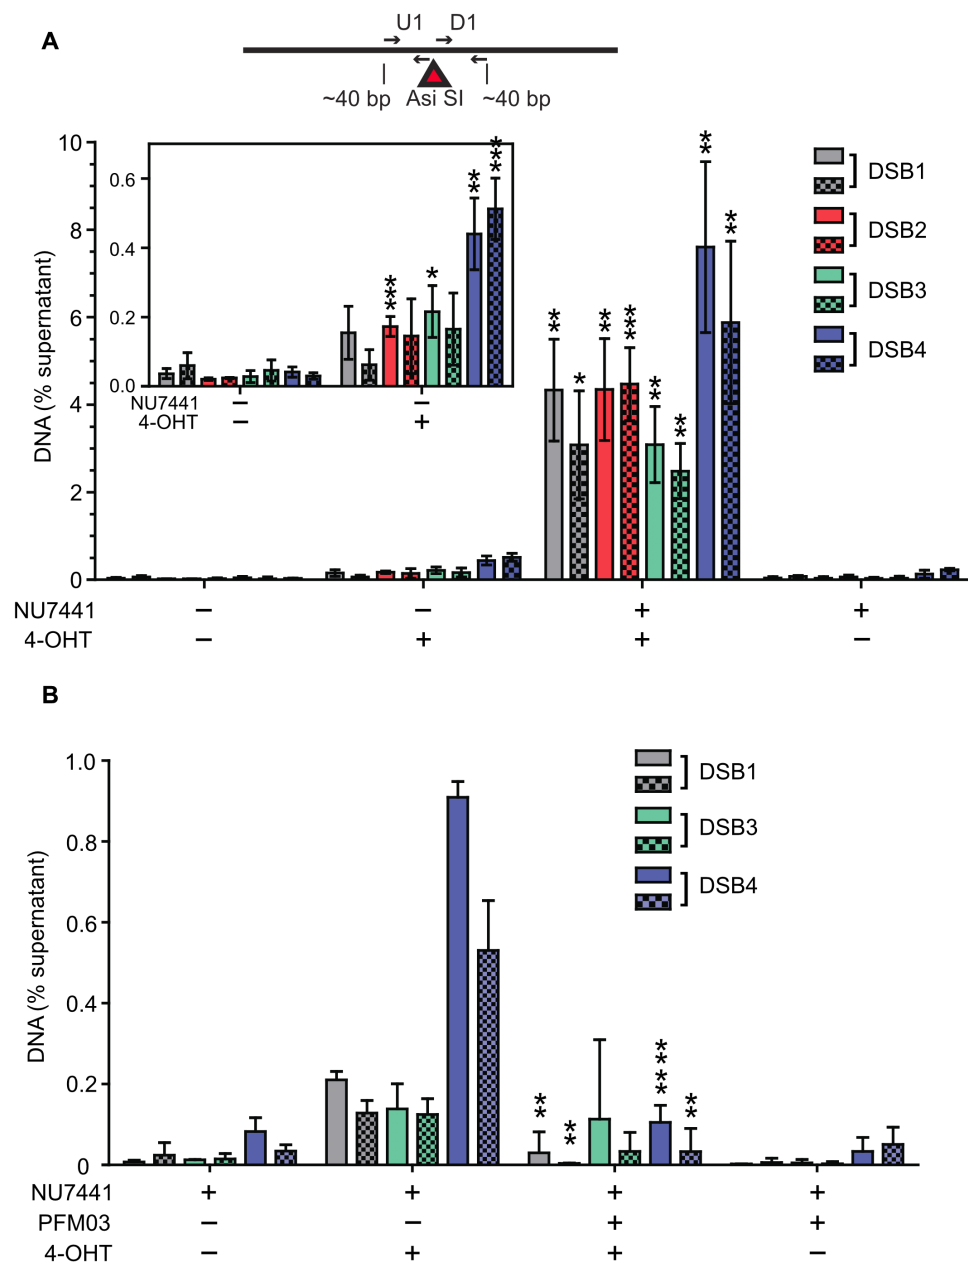 A
U1 D1
~40 bp Asi SI ~40 bp
10
8
6
4
2
0
DNA (% supernatant)
0.6
0.4
0.2
0.0
*** * ** ***
NU7441 – –
4-OHT – +
** * ** *** ** ** ** **
DSB1
DSB2
DSB3
DSB4
NU7441 – – + +
4-OHT – + + –
B
1.0
0.8
0.6
0.4
0.2
0
DNA (% supernatant)
DSB1
DSB3
DSB4
** ** **** **
NU7441 + + + +
PFM03 – – + +
4-OHT – + + –